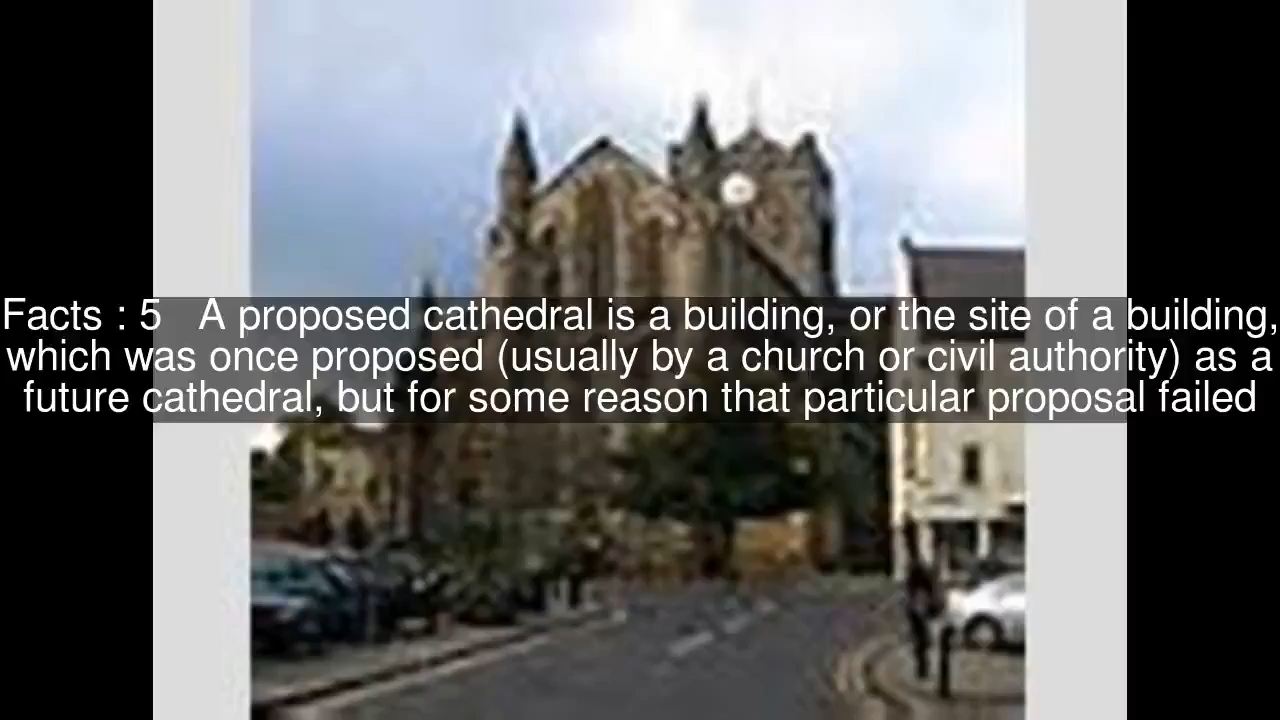 Facts : 5 A proposed cathedral is a building, or the site of a building,
which was once proposed (usually by a church or civil authority) as a
future cathedral, but for some reason that particular proposal failed